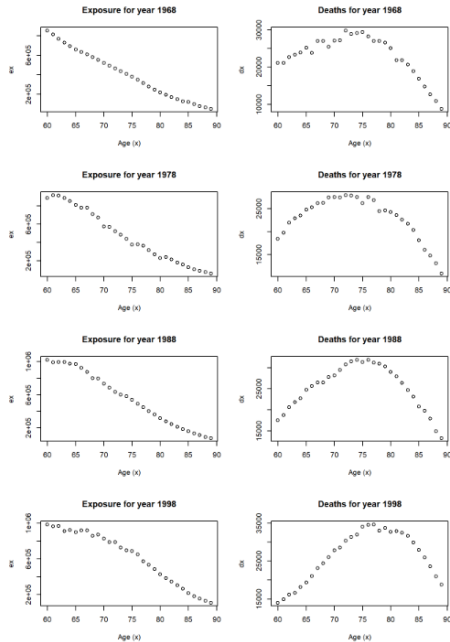 Exposure for year 1968
Deaths for year 1968
ex
2e+05
6e+05
60 65 70 75 80 85 90
Age (x)
dx
10000
20000
30000
60 65 70 75 80 85 90
Age (x)
Exposure for year 1978
Deaths for year 1978
ex
2e+05
6e+05
60 65 70 75 80 85 90
Age (x)
dx
15000
25000
60 65 70 75 80 85 90
Age (x)
Exposure for year 1988
Deaths for year 1988
ex
2e+05
6e+05
1e+06
60 65 70 75 80 85 90
Age (x)
dx
15000
25000
60 65 70 75 80 85 90
Age (x)
Exposure for year 1998
Deaths for year 1998
ex
2e+05
6e+05
1e+06
60 65 70 75 80 85 90
Age (x)
dx
15000
25000
35000
60 65 70 75 80 85 90
Age (x)